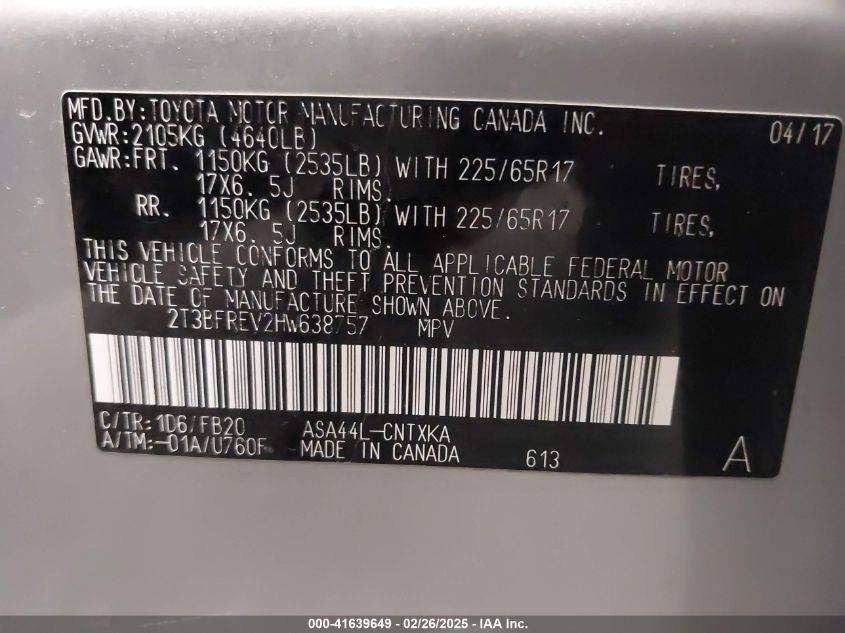 MFD.BY:TOYOTA MOTOR MANUFACTURING CANADA INC. 04/17
GVWR:2105KG (4640LB)
GAWR:FRT. 1150KG (2535LB) WITH 225/65R17 TIRES,
17X6. 5J RIMS.
RR. 1150KG (2535LB) WITH 225/65R17 TIRES,
17X6. 5J RIMS.
THIS VEHICLE CONFORMS TO ALL APPLICABLE FEDERAL MOTOR
VEHICLE SAFETY AND THEFT PREVENTION STANDARDS IN EFFECT ON
THE DATE OF MANUFACTURE SHOWN ABOVE.
2T3BFREV2HW638757 MPV
C/TR: 1D6/FB20 ASA44L-CNTXKA
A/TM:-01A/U760F MADE IN CANADA 613 A
000-41639649 - 02/26/2025 - IAA Inc.